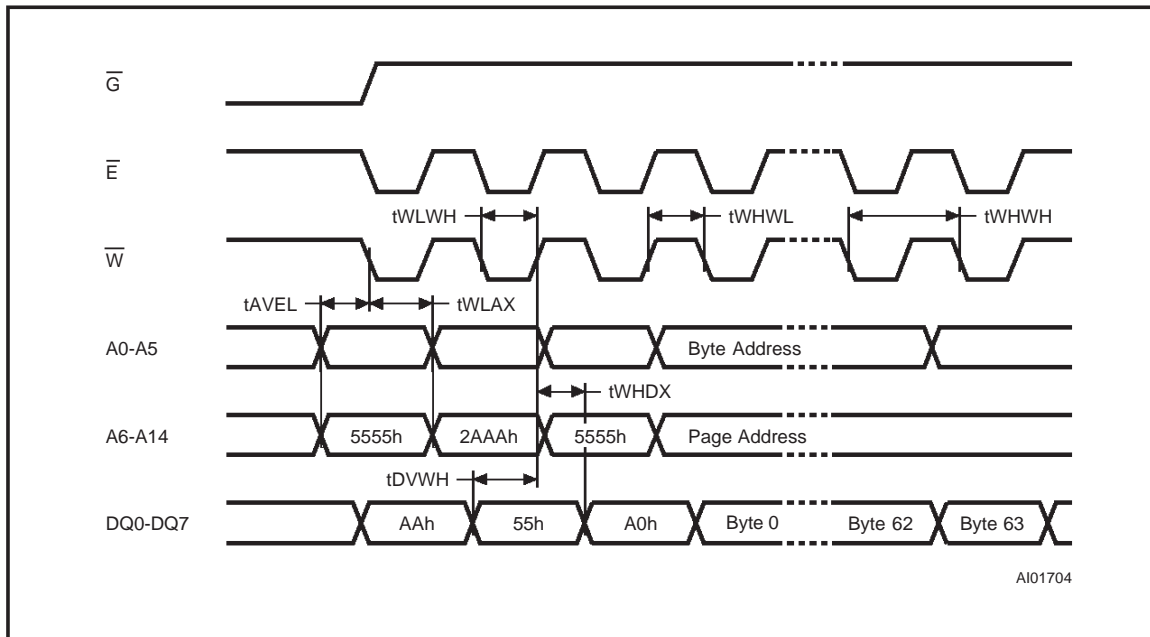 G
E
tWLWH tWHWL tWHWH
W
tAVEL tWLAX
A0-A5 Byte Address
tWHDX
A6-A14 5555h 2AAAh 5555h Page Address
tDVWH
DQ0-DQ7 AAh 55h A0h Byte 0 Byte 62 Byte 63
AI01704